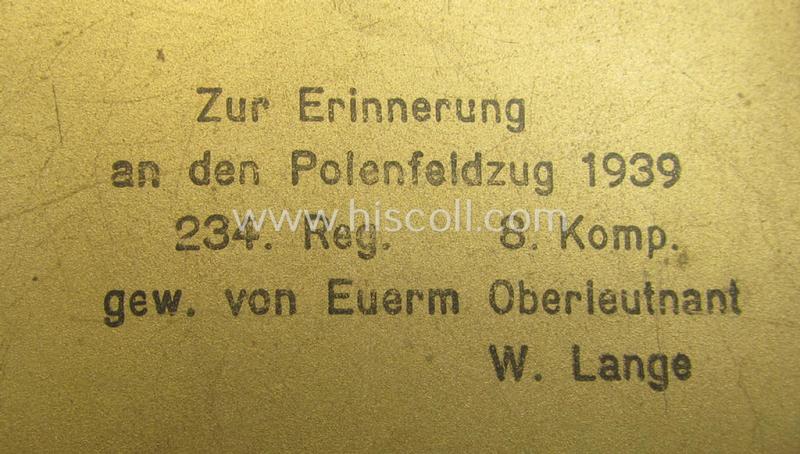 Zur Erinnerung
an den Polenfeldzug 1939
www.hiscoll.com
234. Reg. 8. Komp.
gew. von Euerm Oberleutnant
W. Lange